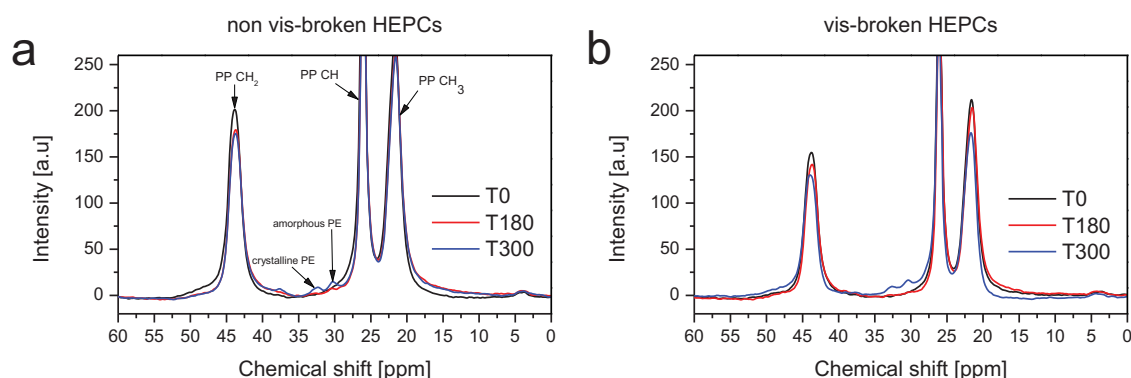 non vis-broken HEPCs
a
250
200
150
100
50
0
Intensity [a.u]
PP CH₂
PP CH
PP CH₃
amorphous PE
crystalline PE
T0
T180
T300
60 55 50 45 40 35 30 25 20 15 10 5 0
Chemical shift [ppm]
vis-broken HEPCs
b
250
200
150
100
50
0
Intensity [a.u]
T0
T180
T300
60 55 50 45 40 35 30 25 20 15 10 5 0
Chemical shift [ppm]